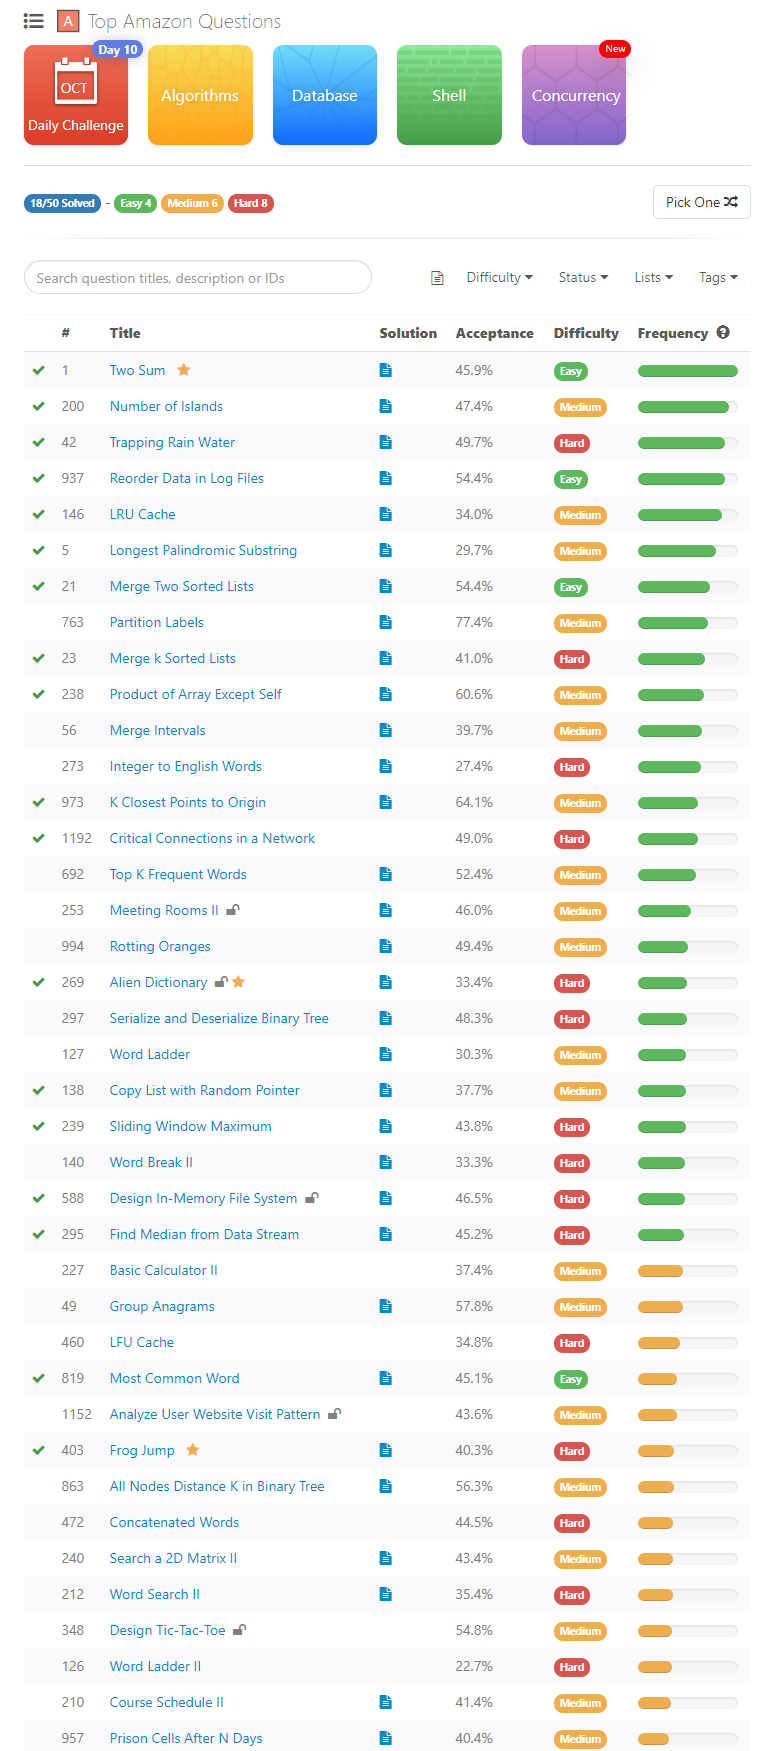 A Top Amazon Questions
Day 10
OCT
Daily Challenge
Algorithms
Database
Shell
New
Concurrency
18/50 Solved - Easy 4 Medium 6 Hard 8
Pick One
Search question titles, description or IDs
Difficulty Status Lists Tags
# Title Solution Acceptance Difficulty Frequency
1 Two Sum 45.9% Easy
200 Number of Islands 47.4% Medium
42 Trapping Rain Water 49.7% Hard
937 Reorder Data in Log Files 54.4% Easy
146 LRU Cache 34.0% Medium
5 Longest Palindromic Substring 29.7% Medium
21 Merge Two Sorted Lists 54.4% Easy
763 Partition Labels 77.4% Medium
23 Merge k Sorted Lists 41.0% Hard
238 Product of Array Except Self 60.6% Medium
56 Merge Intervals 39.7% Medium
273 Integer to English Words 27.4% Hard
973 K Closest Points to Origin 64.1% Medium
1192 Critical Connections in a Network 49.0% Hard
692 Top K Frequent Words 52.4% Medium
253 Meeting Rooms II 46.0% Medium
994 Rotting Oranges 49.4% Medium
269 Alien Dictionary 33.4% Hard
297 Serialize and Deserialize Binary Tree 48.3% Hard
127 Word Ladder 30.3% Medium
138 Copy List with Random Pointer 37.7% Medium
239 Sliding Window Maximum 43.8% Hard
140 Word Break II 33.3% Hard
588 Design In-Memory File System 46.5% Hard
295 Find Median from Data Stream 45.2% Hard
227 Basic Calculator II 37.4% Medium
49 Group Anagrams 57.8% Medium
460 LFU Cache 34.8% Hard
819 Most Common Word 45.1% Easy
1152 Analyze User Website Visit Pattern 43.6% Medium
403 Frog Jump 40.3% Hard
863 All Nodes Distance K in Binary Tree 56.3% Medium
472 Concatenated Words 44.5% Hard
240 Search a 2D Matrix II 43.4% Medium
212 Word Search II 35.4% Hard
348 Design Tic-Tac-Toe 54.8% Medium
126 Word Ladder II 22.7% Hard
210 Course Schedule II 41.4% Medium
957 Prison Cells After N Days 40.4% Medium